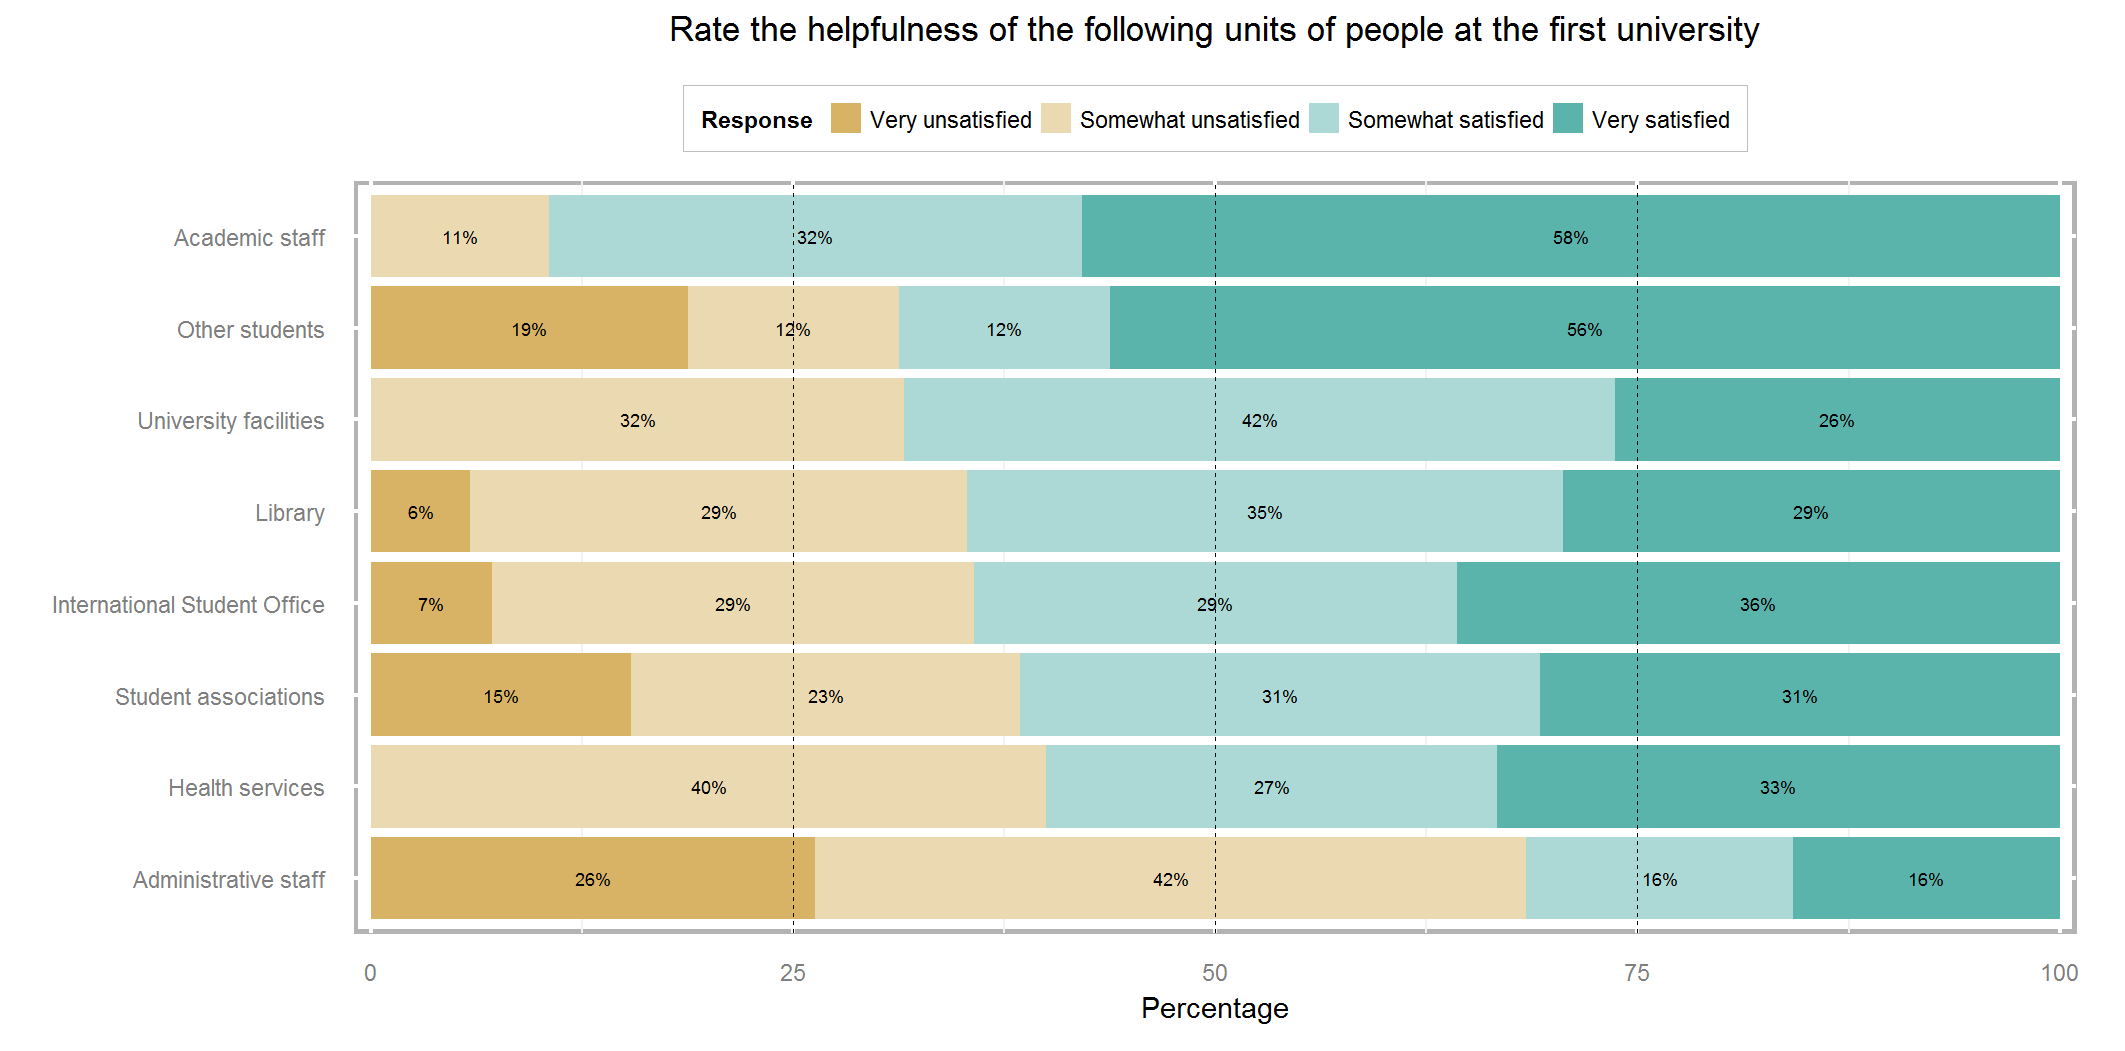 Rate the helpfulness of the following units of people at the first university
Response Very unsatisfied Somewhat unsatisfied Somewhat satisfied Very satisfied
Academic staff 11% 32% 58%
Other students 19% 12% 12% 56%
University facilities 32% 42% 26%
Library 6% 29% 35% 29%
International Student Office 7% 29% 29% 36%
Student associations 15% 23% 31% 31%
Health services 40% 27% 33%
Administrative staff 26% 42% 16% 16%
0 25 50 75 100
Percentage